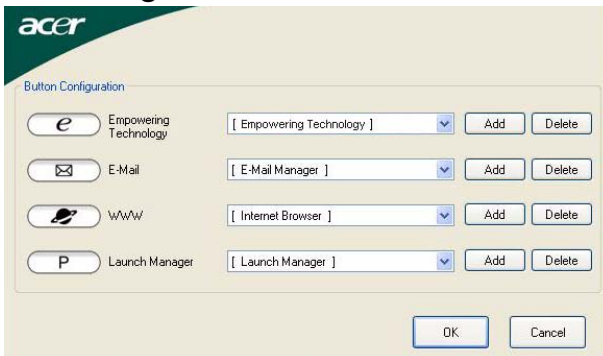 acer
Button Configuration
e Empowering Technology [ Empowering Technology ] Add Delete
E-Mail [ E-Mail Manager ] Add Delete
WWW [ Internet Browser ] Add Delete
P Launch Manager [ Launch Manager ] Add Delete
OK Cancel